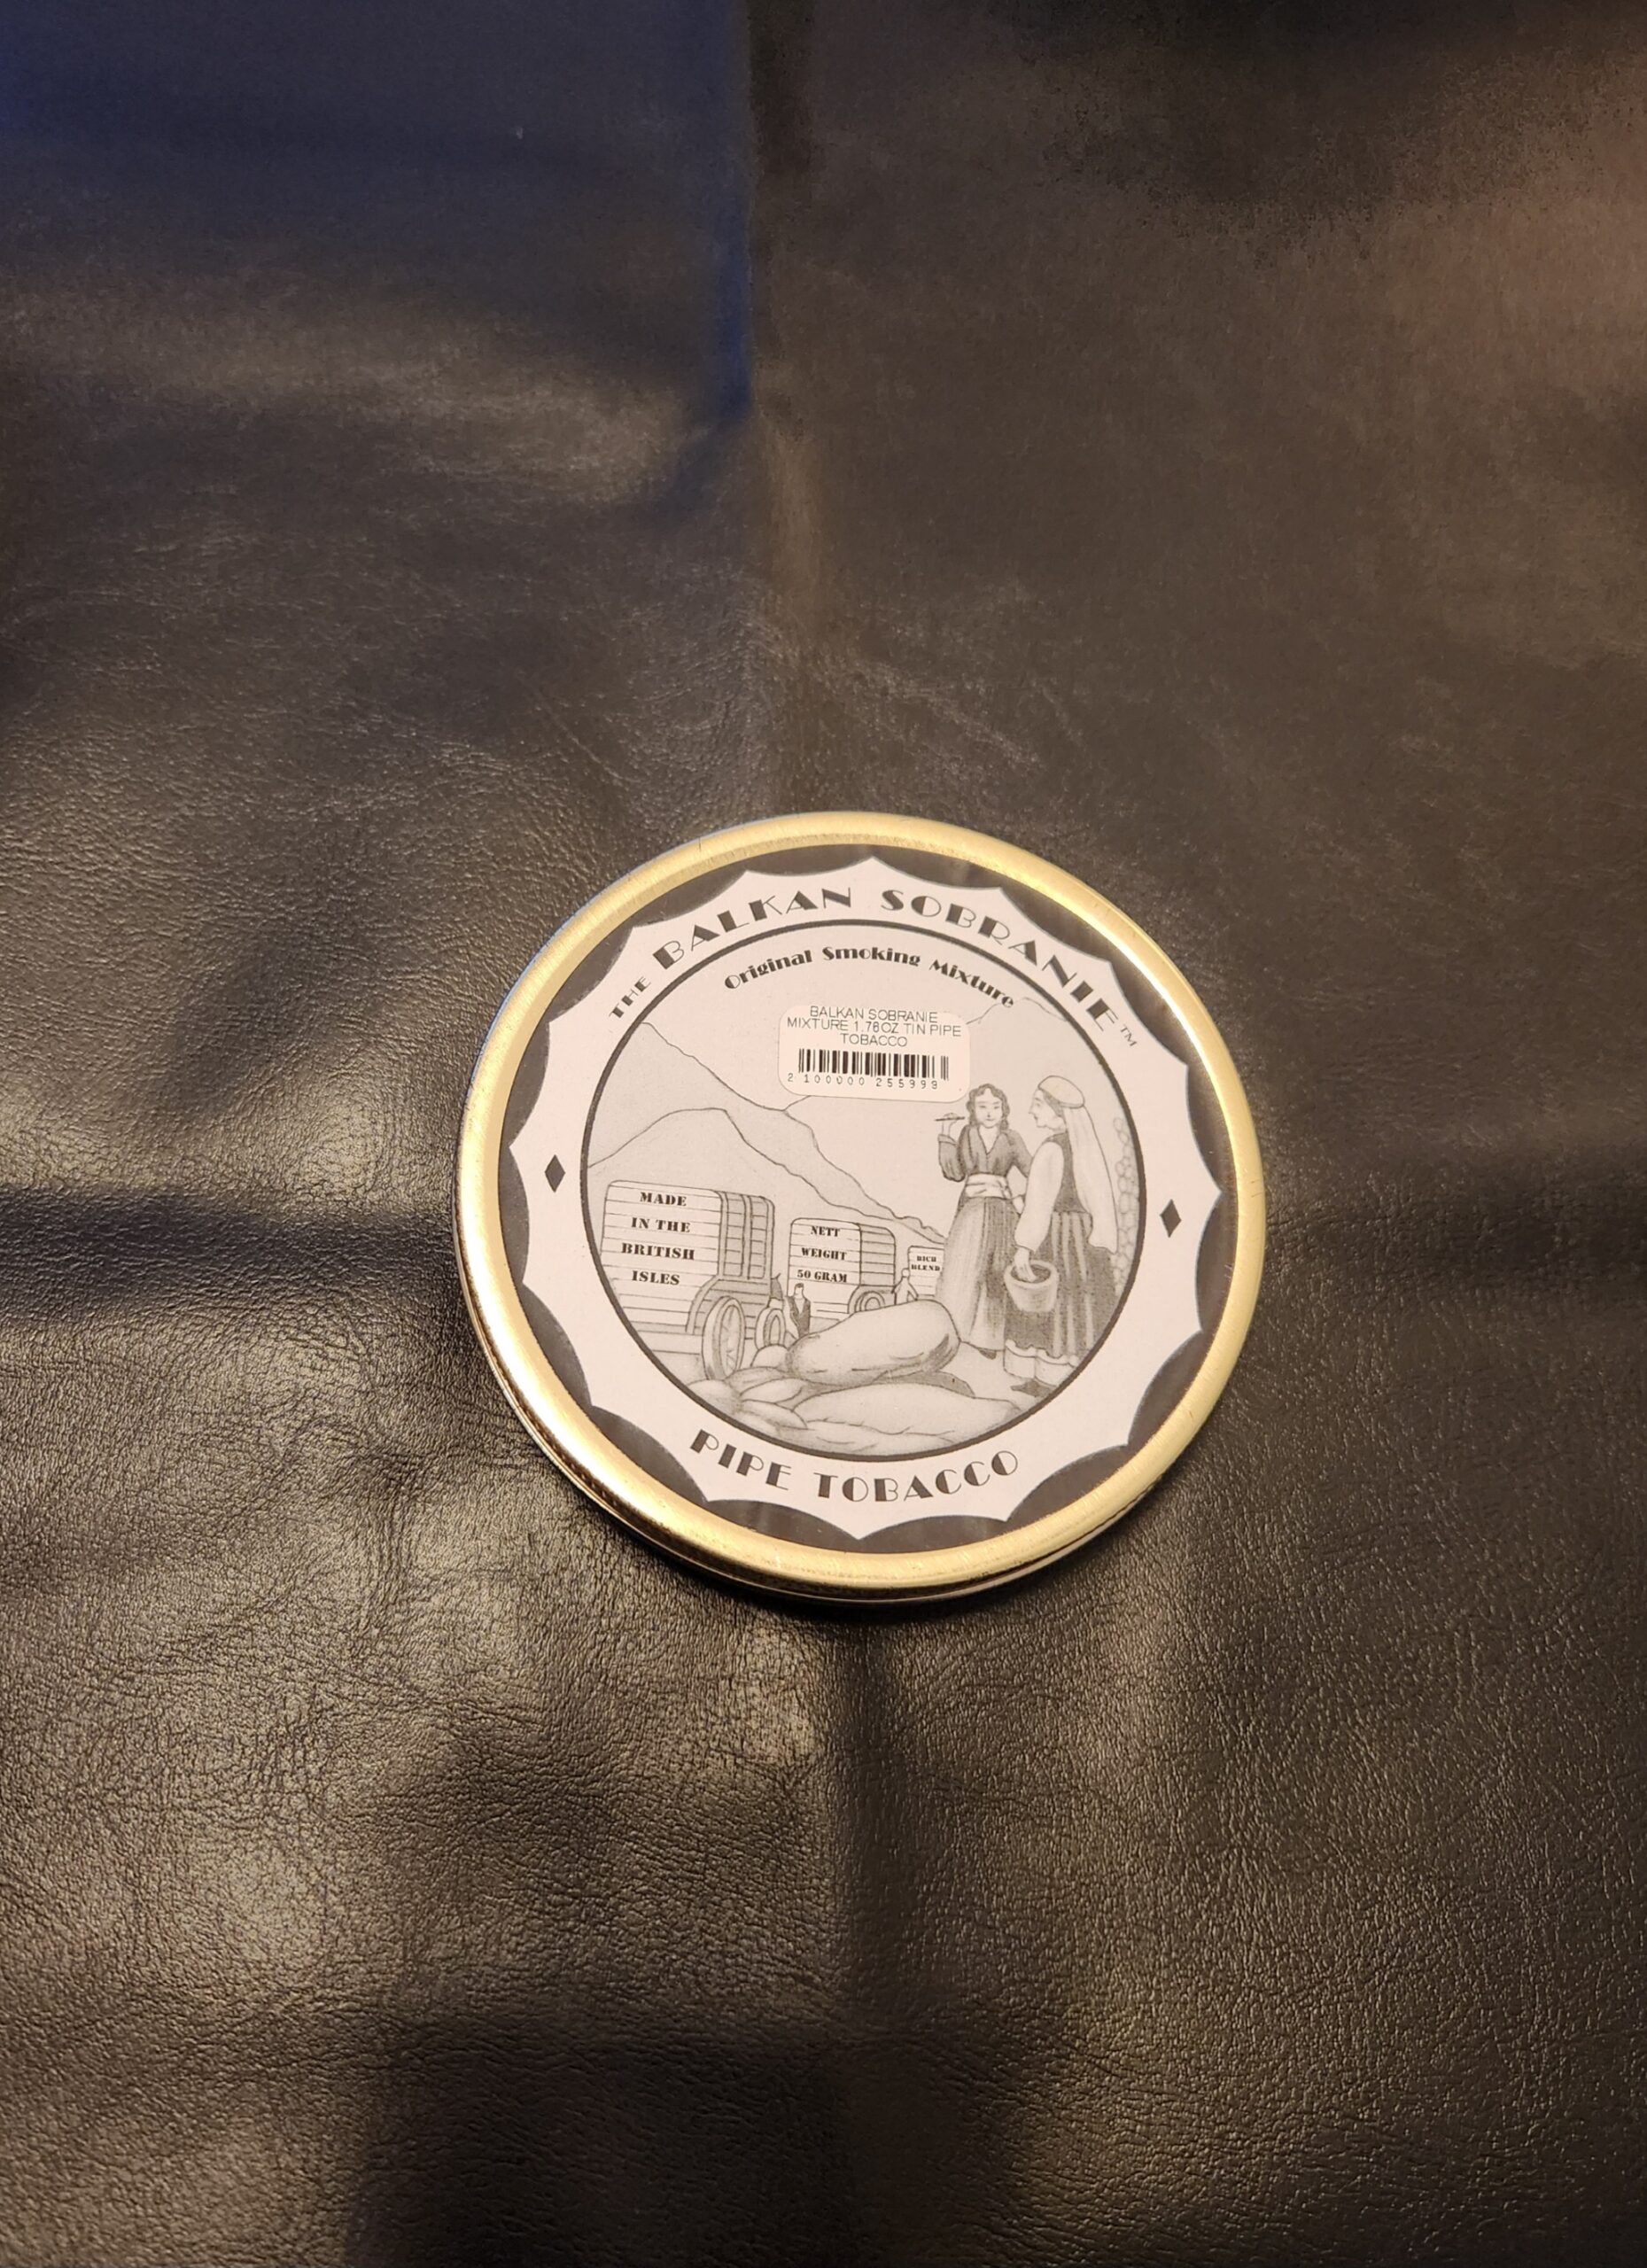 THE BALKAN SOBRANIE™
Original Smoking Mixture
BALKAN SOBRANIE
MIXTURE 1.76OZ TIN PIPE
TOBACCO
2 100000 255999
MADE
IN THE
BRITISH
ISLES
NETT
WEIGHT
50 GRAM
RICH
BLEND
PIPE TOBACCO